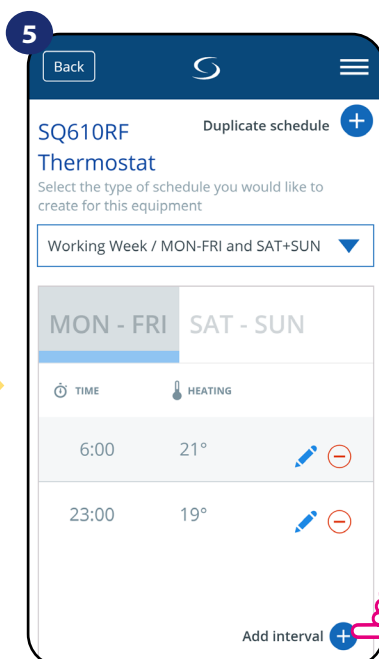 5
Back
SQ610RF
Thermostat
Duplicate schedule
Select the type of schedule you would like to
create for this equipment
Working Week / MON-FRI and SAT+SUN
MON - FRI SAT - SUN
TIME HEATING
6:00 21°
23:00 19°
Add interval